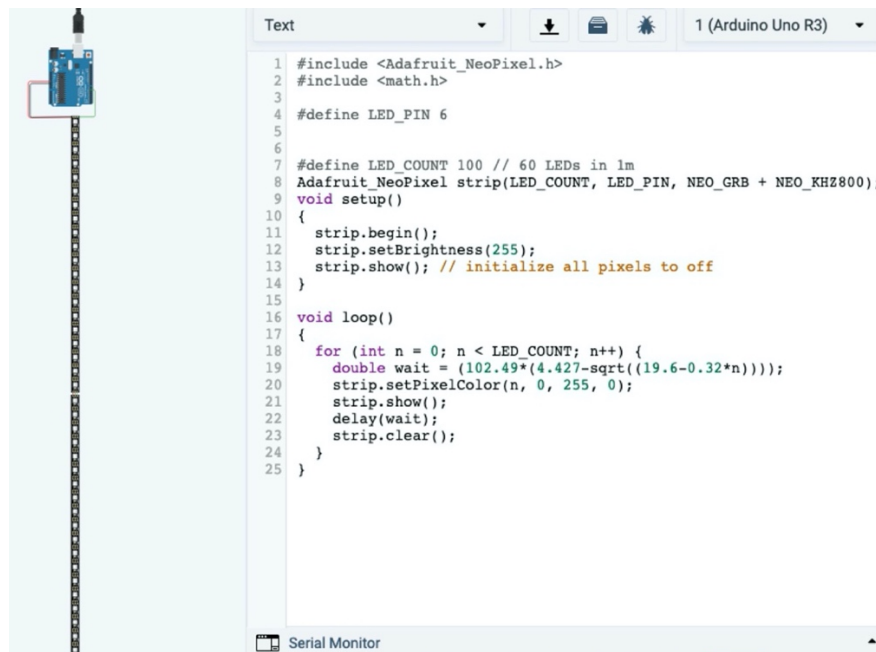 Text
1 (Arduino Uno R3)
1 #include <Adafruit_NeoPixel.h>
2 #include <math.h>
3
4 #define LED_PIN 6
5
6
7 #define LED_COUNT 100 // 60 LEDs in 1m
8 Adafruit_NeoPixel strip(LED_COUNT, LED_PIN, NEO_GRB + NEO_KHZ800);
9 void setup()
10 {
11   strip.begin();
12   strip.setBrightness(255);
13   strip.show(); // initialize all pixels to off
14 }
15
16 void loop()
17 {
18   for (int n = 0; n < LED_COUNT; n++) {
19     double wait = (102.49*(4.427-sqrt((19.6-0.32*n))));
20     strip.setPixelColor(n, 0, 255, 0);
21     strip.show();
22     delay(wait);
23     strip.clear();
24   }
25 }
Serial Monitor